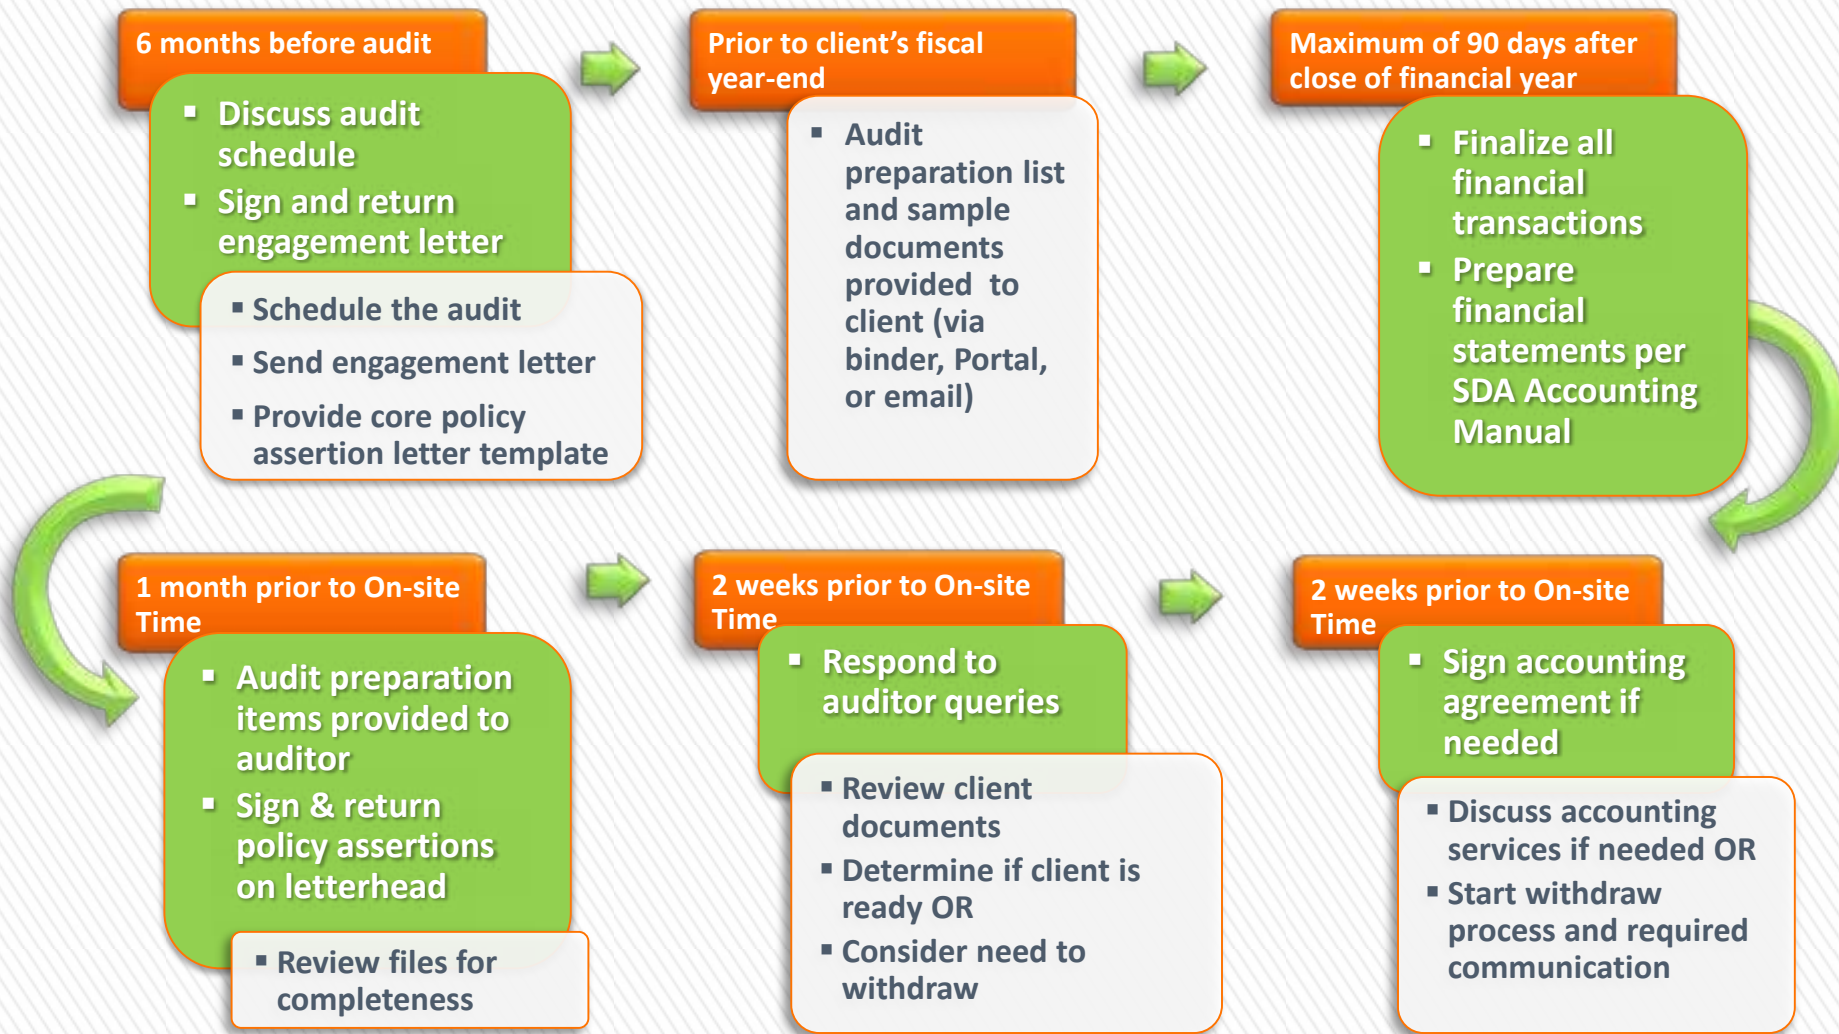 6 months before audit
▪ Discuss audit
schedule
▪ Sign and return
engagement letter
▪ Schedule the audit
▪ Send engagement letter
▪ Provide core policy
assertion letter template
Prior to client’s fiscal
year-end
▪ Audit
preparation list
and sample
documents
provided to
client (via
binder, Portal,
or email)
Maximum of 90 days after
close of financial year
▪ Finalize all
financial
transactions
▪ Prepare
financial
statements per
SDA Accounting
Manual
1 month prior to On-site
Time
▪ Audit preparation
items provided to
auditor
▪ Sign & return
policy assertions
on letterhead
▪ Review files for
completeness
2 weeks prior to On-site
Time
▪ Respond to
auditor queries
▪ Review client
documents
▪ Determine if client is
ready OR
▪ Consider need to
withdraw
2 weeks prior to On-site
Time
▪ Sign accounting
agreement if
needed
▪ Discuss accounting
services if needed OR
▪ Start withdraw
process and required
communication